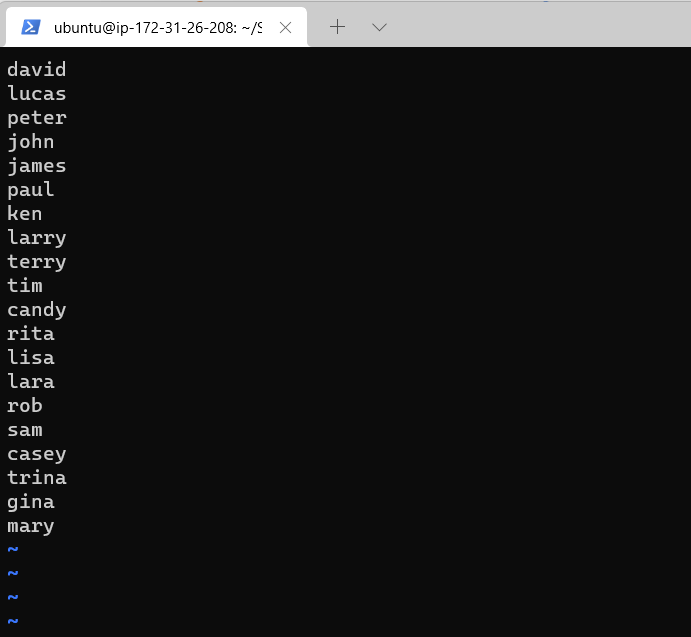 ubuntu@ip-172-31-26-208: ~/S
david
lucas
peter
john
james
paul
ken
larry
terry
tim
candy
rita
lisa
lara
rob
sam
casey
trina
gina
mary
~
~
~
~